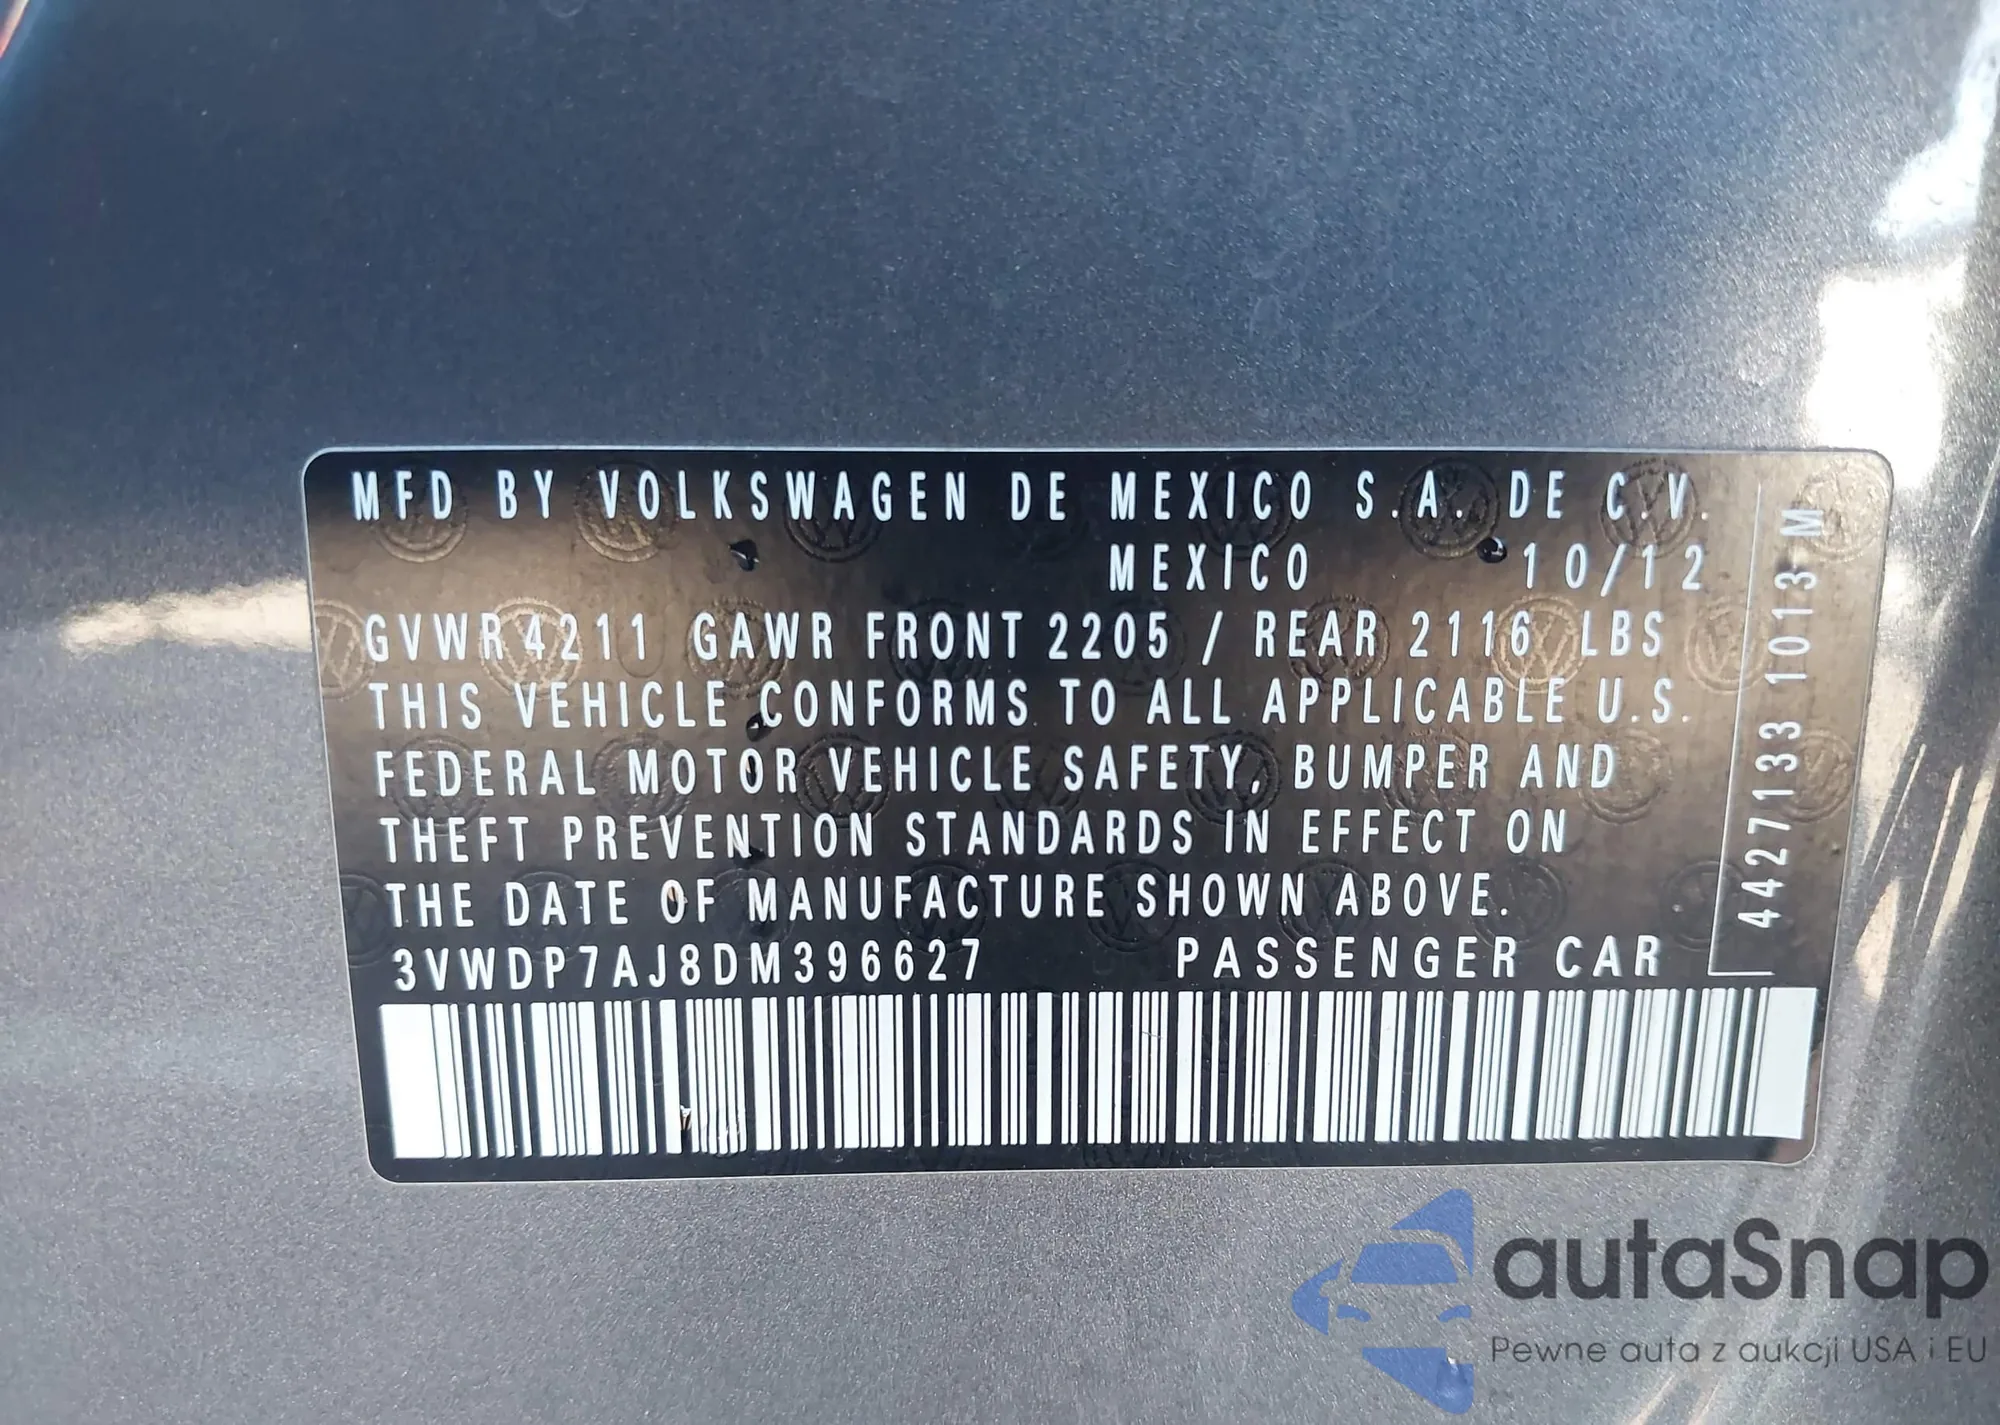 MFD BY VOLKSWAGEN DE MEXICO S.A. DE C.V.
MEXICO 10/12
GVWR 4211 GAWR FRONT 2205 / REAR 2116 LBS
THIS VEHICLE CONFORMS TO ALL APPLICABLE U.S.
FEDERAL MOTOR VEHICLE SAFETY, BUMPER AND
THEFT PREVENTION STANDARDS IN EFFECT ON
THE DATE OF MANUFACTURE SHOWN ABOVE.
3VWDP7AJ8DM396627 PASSENGER CAR
4427133 1013 M
autaSnap
Pewne auta z aukcji USA i EU